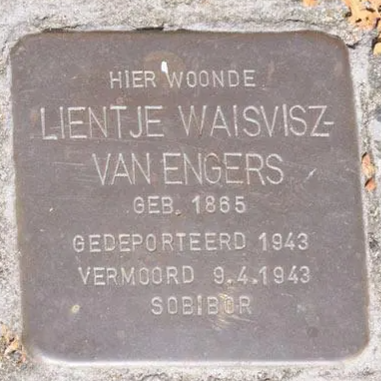 HIER WOONDE
LIENTJE WAISVISZ-
VAN ENGERS
GEB. 1865
GEDEPORTEERD 1943
VERMOORD 9.4.1943
SOBIBOR